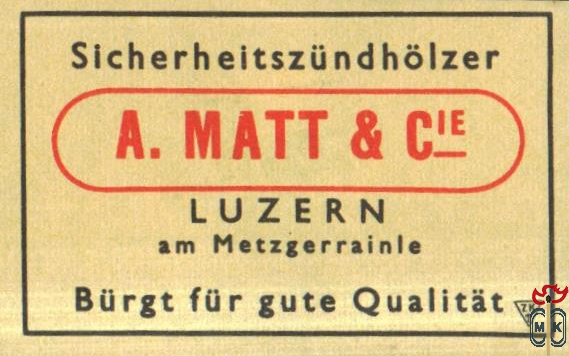 Sicherheitszündhölzer
A. MATT & CIE
LUZERN
am Metzgerrainle
Bürgt für gute Qualität
MK